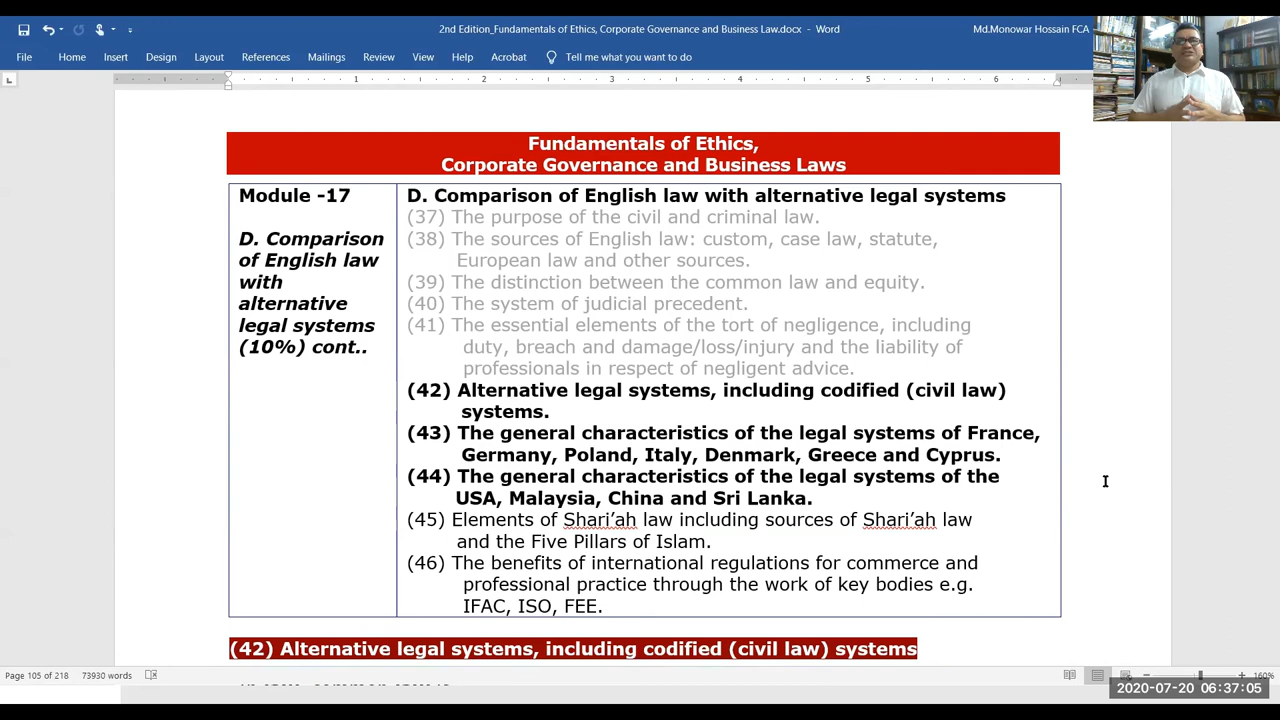 2nd Edition_Fundamentals of Ethics, Corporate Governance and Business Law.docx - Word
Md.Monowar Hossain FCA
File Home Insert Design Layout References Mailings Review View Help Acrobat Tell me what you want to do
1 2 3 4 5 6
Fundamentals of Ethics,
Corporate Governance and Business Laws
Module -17
D. Comparison
of English law
with
alternative
legal systems
(10%) cont..
D. Comparison of English law with alternative legal systems
(37) The purpose of the civil and criminal law.
(38) The sources of English law: custom, case law, statute,
European law and other sources.
(39) The distinction between the common law and equity.
(40) The system of judicial precedent.
(41) The essential elements of the tort of negligence, including
duty, breach and damage/loss/injury and the liability of
professionals in respect of negligent advice.
(42) Alternative legal systems, including codified (civil law)
systems.
(43) The general characteristics of the legal systems of France,
Germany, Poland, Italy, Denmark, Greece and Cyprus.
(44) The general characteristics of the legal systems of the
USA, Malaysia, China and Sri Lanka.
(45) Elements of Shari’ah law including sources of Shari’ah law
and the Five Pillars of Islam.
(46) The benefits of international regulations for commerce and
professional practice through the work of key bodies e.g.
IFAC, ISO, FEE.
(42) Alternative legal systems, including codified (civil law) systems
Page 105 of 218 73930 words
160%
2020-07-20 06:37:05